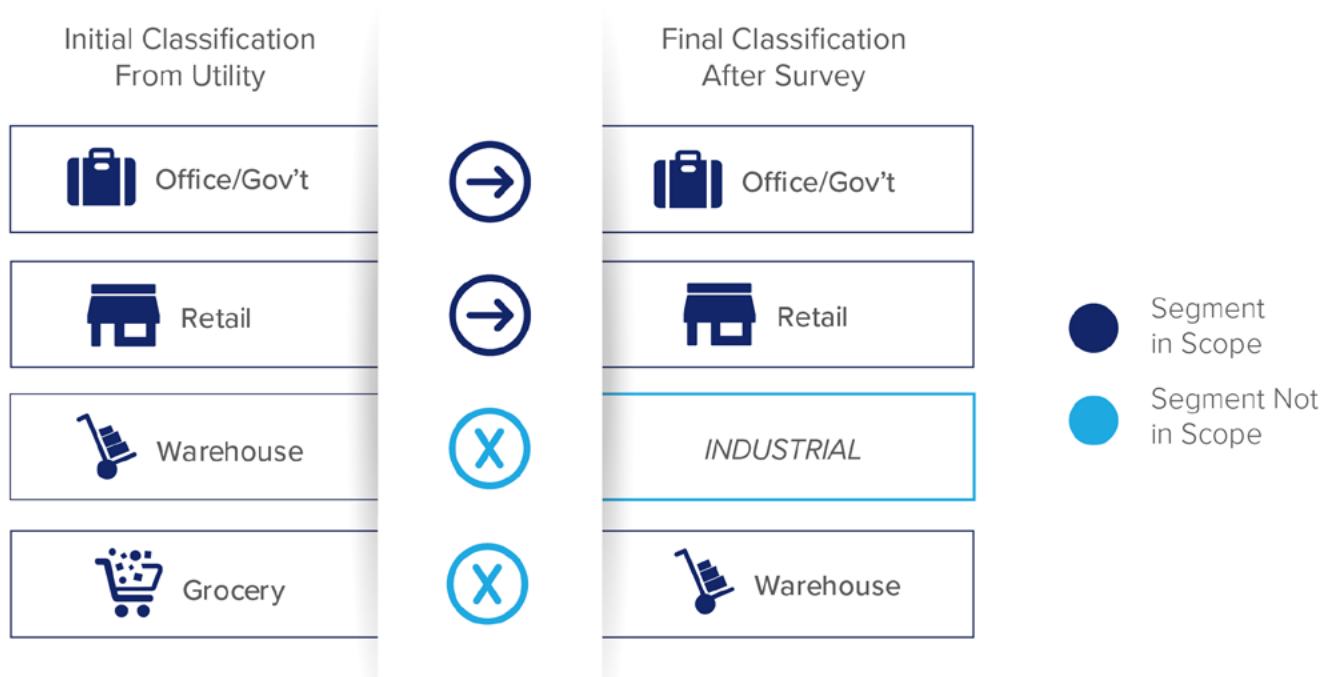 Initial Classification
From Utility
Final Classification
After Survey
Office/Gov't
Office/Gov't
Retail
Retail
Segment
in Scope
Segment Not
in Scope
Warehouse
X
INDUSTRIAL
Grocery
X
Warehouse